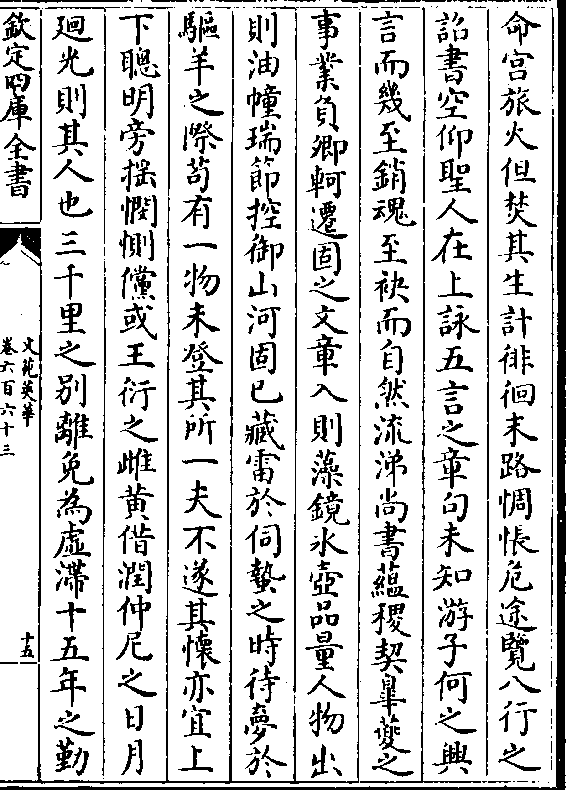 命宫旅火但焚其生計徘徊末路惆悵危途覽八行之
詔書空仰聖人在上詠五言之章句未知游子何之興
言而幾至銷魂至袂而自然流涕尚書蘊稷契臯夔之
事業負卿軻遷固之文章入則藻鏡氷壺品量人物出
則油幢瑞節控御山河固已藏雷於伺蟄之時待夢於
驅羊之際苟有一物未登其所一夫不遂其懷亦宜上
下聰明旁揺憫惻儻或王衍之雌黄借潤仲尼之日月
廻光則其人也三千里之别離免為虚滯十五年之勤
欽定四庫全書
文苑英華
卷六百六十三
十五